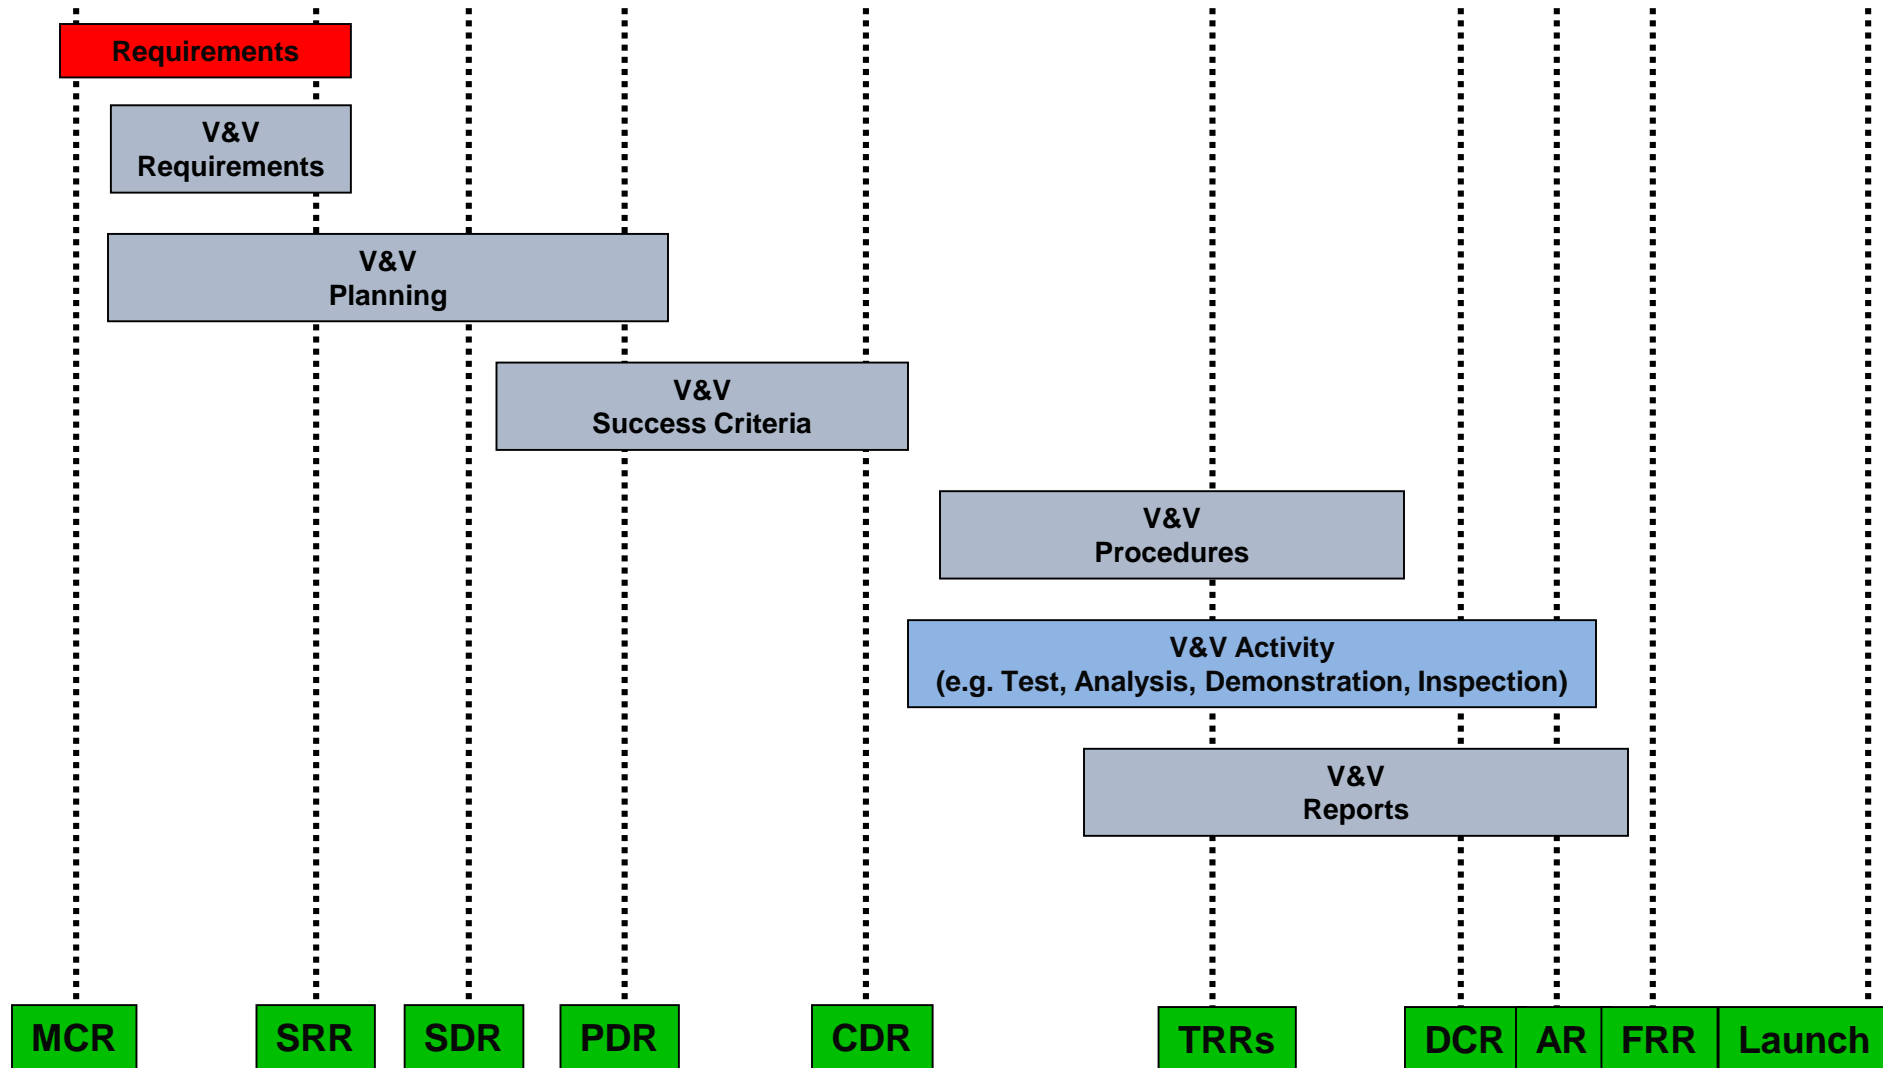 Requirements
V&V
Requirements
V&V
Planning
V&V
Success Criteria
V&V
Procedures
V&V Activity
(e.g. Test, Analysis, Demonstration, Inspection)
V&V
Reports
MCR
SRR
SDR
PDR
CDR
TRRs
DCR
AR
FRR
Launch